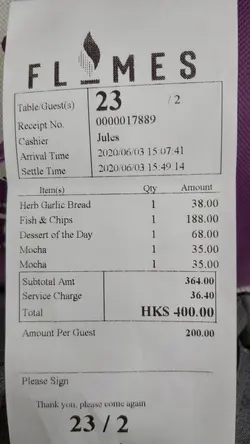 FLAMES
Table/Guest(s) 23 / 2
Receipt No. 0000017889
Cashier Jules
Arrival Time 2020/06/03 15:07:41
Settle Time 2020/06/03 15:49:14
Item(s) Qty Amount
Herb Garlic Bread 1 38.00
Fish & Chips 1 188.00
Dessert of the Day 1 68.00
Mocha 1 35.00
Mocha 1 35.00
Subtotal Amt 364.00
Service Charge 36.40
Total HK$ 400.00
Amount Per Guest 200.00
Please Sign
Thank you, please come again
23 / 2